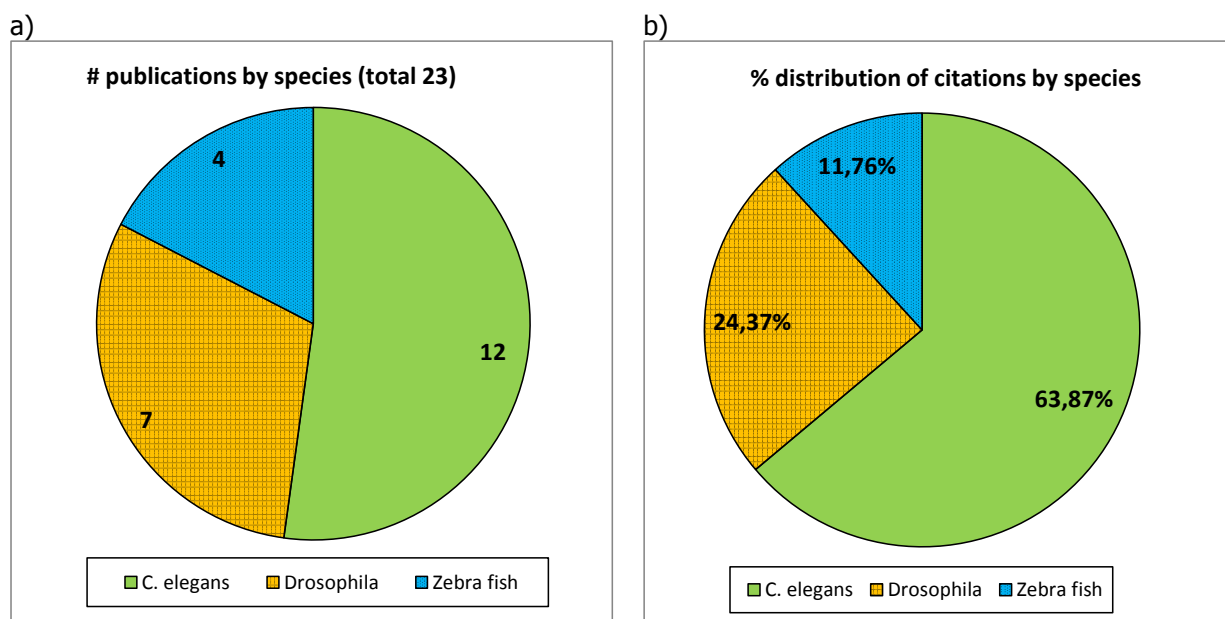 a)
# publications by species (total 23)
4
12
7
C. elegans Drosophila Zebra fish
b)
% distribution of citations by species
11,76%
24,37%
63,87%
C. elegans Drosophila Zebra fish